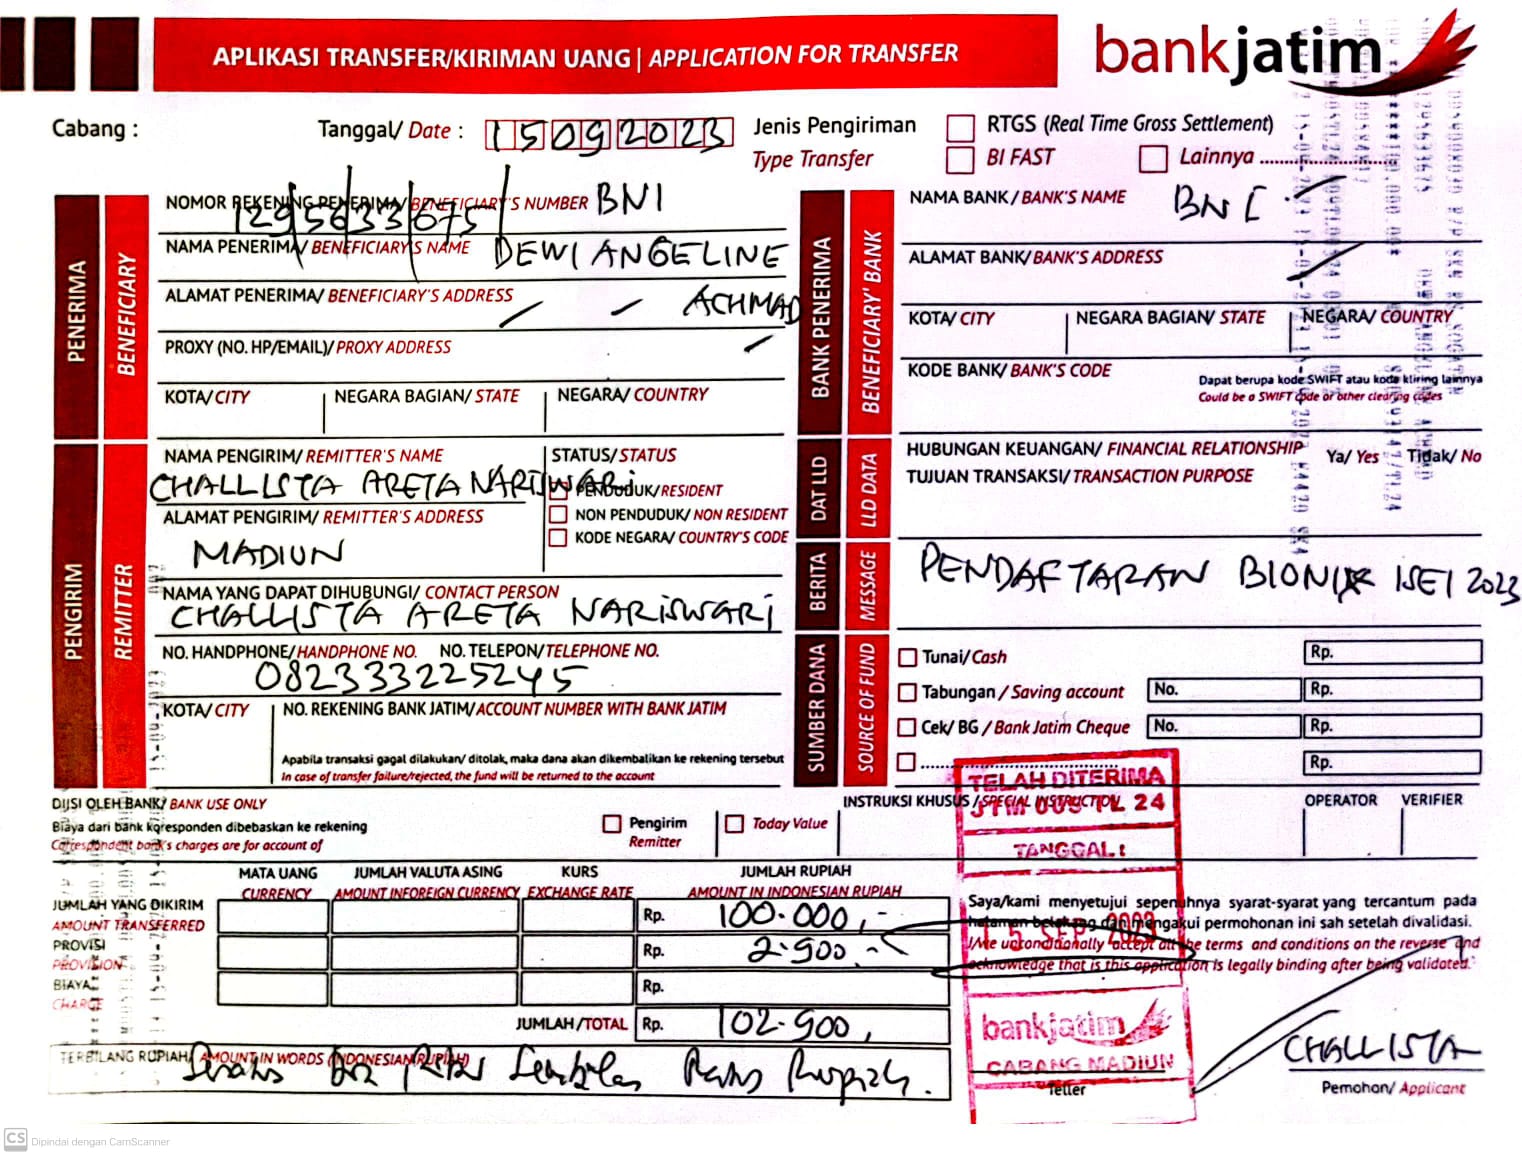 APLIKASI TRANSFER/KIRIMAN UANG | APPLICATION FOR TRANSFER
bankjatim
Cabang :
Tanggal/ Date : 15092023
Jenis Pengiriman
Type Transfer
RTGS (Real Time Gross Settlement)
BI FAST
Lainnya
PENERIMA
BENEFICIARY
NOMOR REKENING PENERIMA/ BENEFICIARY'S NUMBER BNI
1295633675
NAMA PENERIMA/ BENEFICIARY'S NAME DEWI ANGELINE
ALAMAT PENERIMA/ BENEFICIARY'S ADDRESS ACHMAD
PROXY (NO. HP/EMAIL)/ PROXY ADDRESS
KOTA/ CITY NEGARA BAGIAN/ STATE NEGARA/ COUNTRY
BANK PENERIMA
BENEFICIARY' BANK
NAMA BANK / BANK'S NAME BNI
ALAMAT BANK/ BANK'S ADDRESS
KOTA/ CITY NEGARA BAGIAN/ STATE NEGARA/ COUNTRY
KODE BANK/ BANK'S CODE
Dapat berupa kode SWIFT atau kode kliring lainnya
Could be a SWIFT code or other clearing codes
PENGIRIM
REMITTER
NAMA PENGIRIM/ REMITTER'S NAME
CHALLISTA ARETA NARISWARI
STATUS/ STATUS
PENDUDUK/ RESIDENT
NON PENDUDUK/ NON RESIDENT
KODE NEGARA/ COUNTRY'S CODE
ALAMAT PENGIRIM/ REMITTER'S ADDRESS
MADIUN
NAMA YANG DAPAT DIHUBUNGI/ CONTACT PERSON
CHALLISTA ARETA NARISWARI
NO. HANDPHONE/ HANDPHONE NO. NO. TELEPON/ TELEPHONE NO.
082333225245
KOTA/ CITY NO. REKENING BANK JATIM/ ACCOUNT NUMBER WITH BANK JATIM
Apabila transaksi gagal dilakukan/ ditolak, maka dana akan dikembalikan ke rekening tersebut
In case of transfer failure/rejected, the fund will be returned to the account
DAT LLD
LLD DATA
HUBUNGAN KEUANGAN/ FINANCIAL RELATIONSHIP Ya/ Yes Tidak/ No
TUJUAN TRANSAKSI/ TRANSACTION PURPOSE
BERITA
MESSAGE
PENDAFTARAN BIONIX ISEI 2023
SUMBER DANA
SOURCE OF FUND
Tunai/ Cash Rp.
Tabungan / Saving account No. Rp.
Cek/ BG / Bank Jatim Cheque No. Rp.
Rp.
DIISI OLEH BANK/ BANK USE ONLY
Biaya dari bank koresponden dibebaskan ke rekening
Correspondent bank's charges are for account of
Pengirim
Remitter
Today Value
INSTRUKSI KHUSUS / SPECIAL INSTRUCTION
OPERATOR VERIFIER
MATA UANG JUMLAH VALUTA ASING KURS JUMLAH RUPIAH
CURRENCY AMOUNT INFOREIGN CURRENCY EXCHANGE RATE AMOUNT IN INDONESIAN RUPIAH
JUMLAH YANG DIKIRIM
AMOUNT TRANSFERRED
Rp. 100.000,-
PROVISI
PROVISION
Rp. 2.900,-
BIAYA
CHARGE
Rp.
JUMLAH /TOTAL Rp. 102.900,
TERBILANG RUPIAH/ AMOUNT IN WORDS (INDONESIAN RUPIAH)
Seratus Dua Ribu Sembilan Ratus Rupiah.
TELAH DITERIMA
JTM 005 TL 24
TANGGAL :
15 SEP 2023
bankjatim
CABANG MADIUN
Teller
Saya/kami menyetujui sepenuhnya syarat-syarat yang tercantum pada
halaman belakang dan mengakui permohonan ini sah setelah divalidasi.
I/We unconditionally accept all the terms and conditions on the reverse and
acknowledge that is this application is legally binding after being validated.
CHALLISTA
Pemohon/ Applicant
CS Dipindai dengan CamScanner